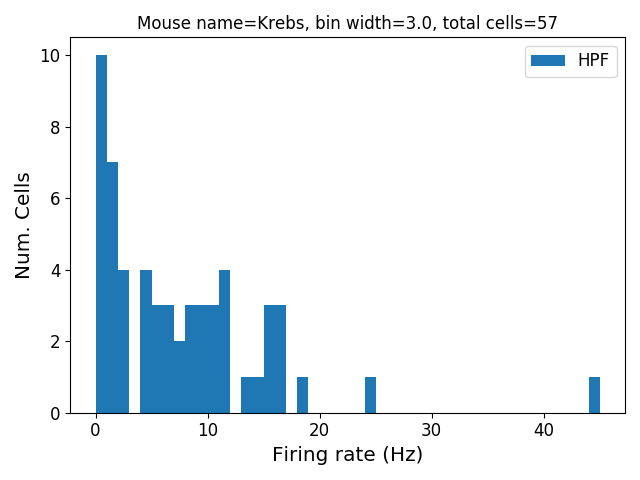 Mouse name=Krebs, bin width=3.0, total cells=57
HPF
10
8
6
4
2
0
Num. Cells
0 10 20 30 40
Firing rate (Hz)